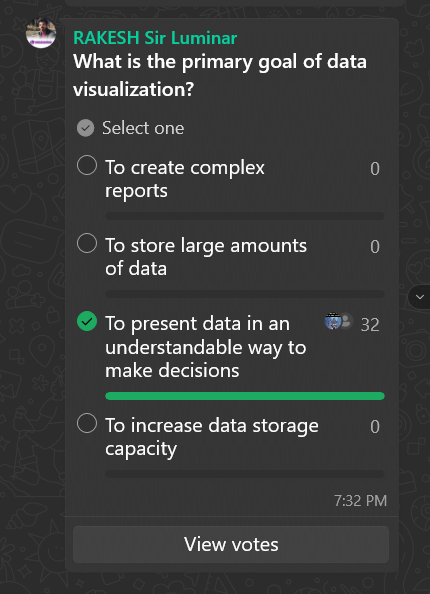 RAKESH Sir Luminar
What is the primary goal of data
visualization?
Select one
To create complex
reports
0
To store large amounts
of data
0
To present data in an
understandable way to
make decisions
32
To increase data storage
capacity
0
7:32 PM
View votes